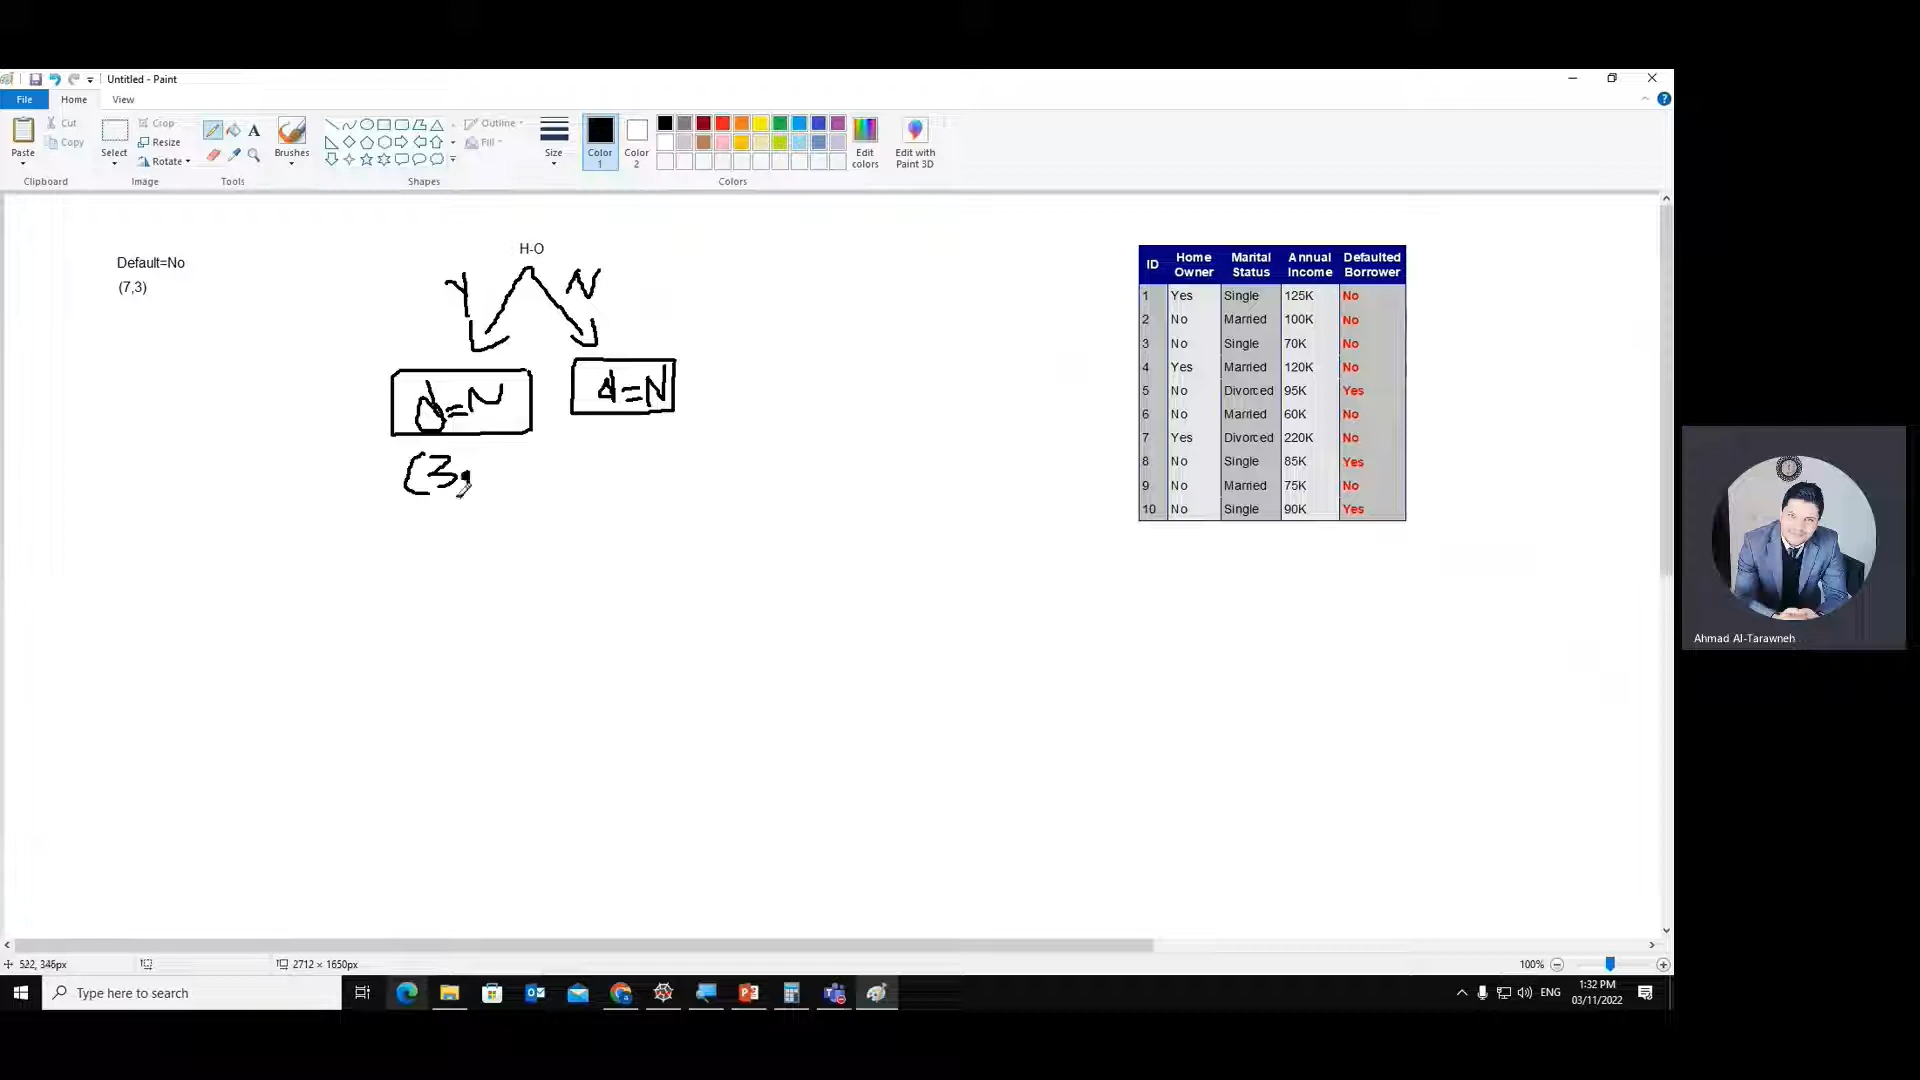 Untitled - Paint
File Home View
Paste
Cut
Copy
Clipboard
Select
Crop
Resize
Rotate
Image
Tools
Brushes
Shapes
Outline
Fill
Size
Color 1
Color 2
Colors
Edit colors
Edit with Paint 3D
Default=No
(7,3)
H-O
Y N
d=N d=N
(3,
ID Home Owner Marital Status Annual Income Defaulted Borrower
1 Yes Single 125K No
2 No Married 100K No
3 No Single 70K No
4 Yes Married 120K No
5 No Divorced 95K Yes
6 No Married 60K No
7 Yes Divorced 220K No
8 No Single 85K Yes
9 No Married 75K No
10 No Single 90K Yes
Ahmad Al-Tarawneh
522, 346px
2712 × 1650px
100%
Type here to search
ENG
1:32 PM
03/11/2022